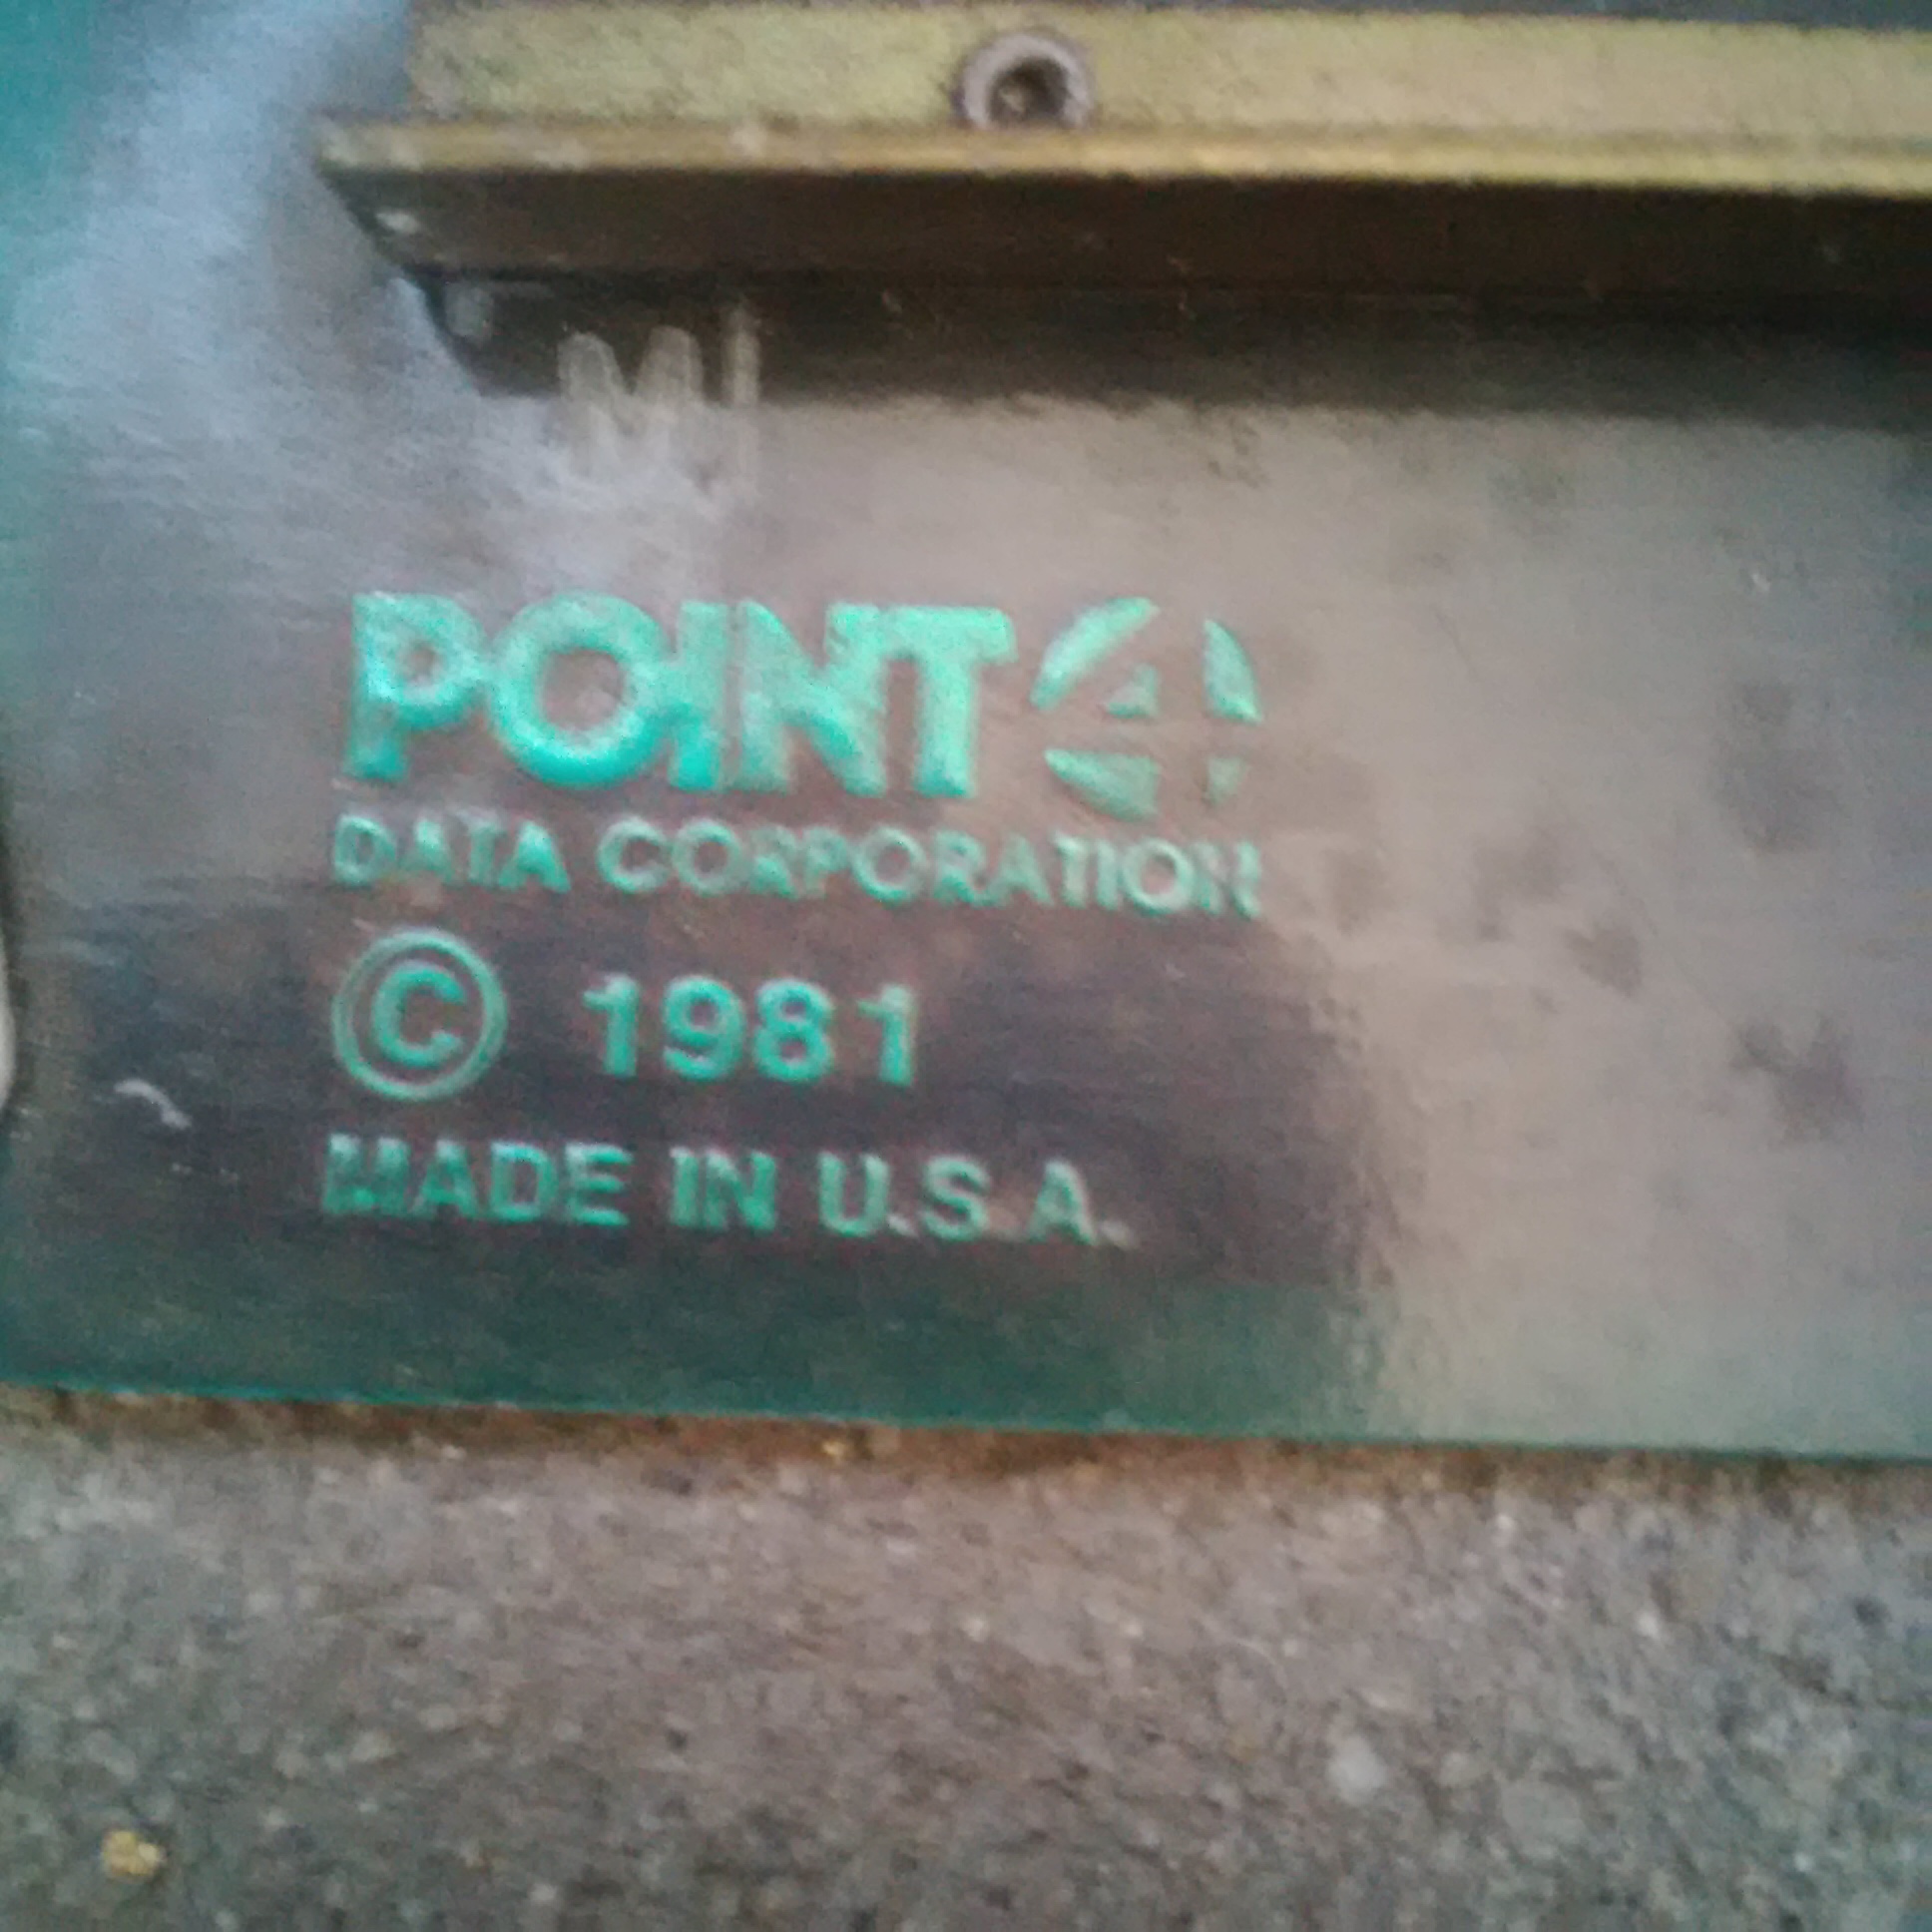 POINT 4
DATA CORPORATION
© 1981
MADE IN U.S.A.